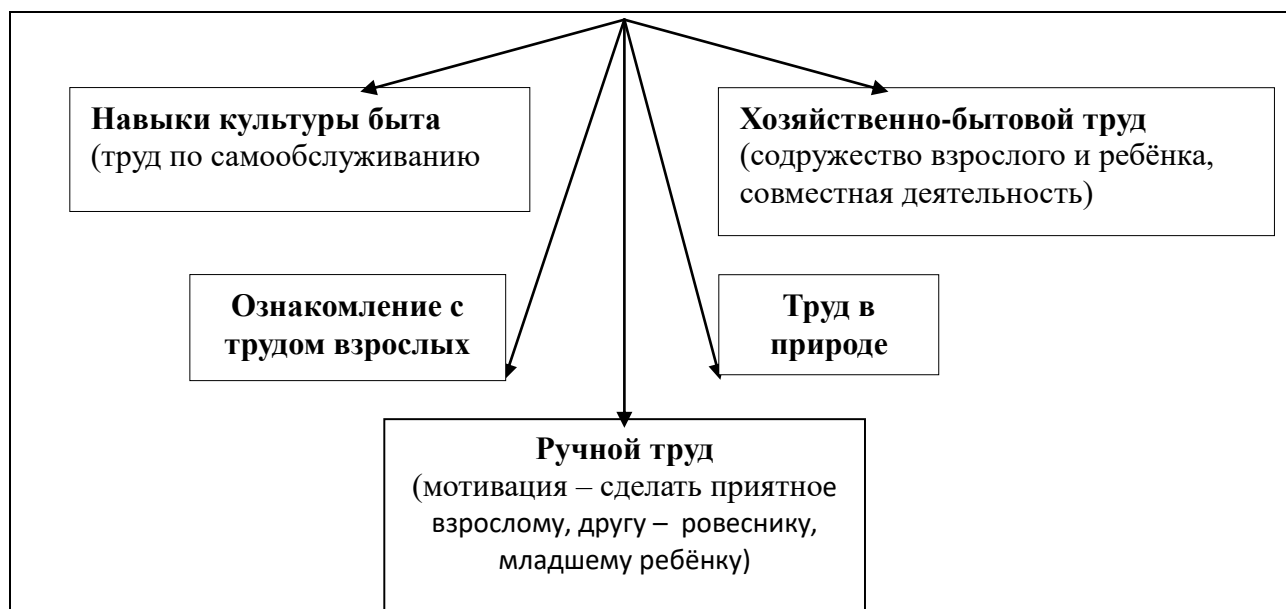 Навыки культуры быта
(труд по самообслуживанию
Хозяйственно-бытовой труд
(содружество взрослого и ребёнка,
совместная деятельность)
Ознакомление с
трудом взрослых
Труд в
природе
Ручной труд
(мотивация – сделать приятное
взрослому, другу – ровеснику,
младшему ребёнку)